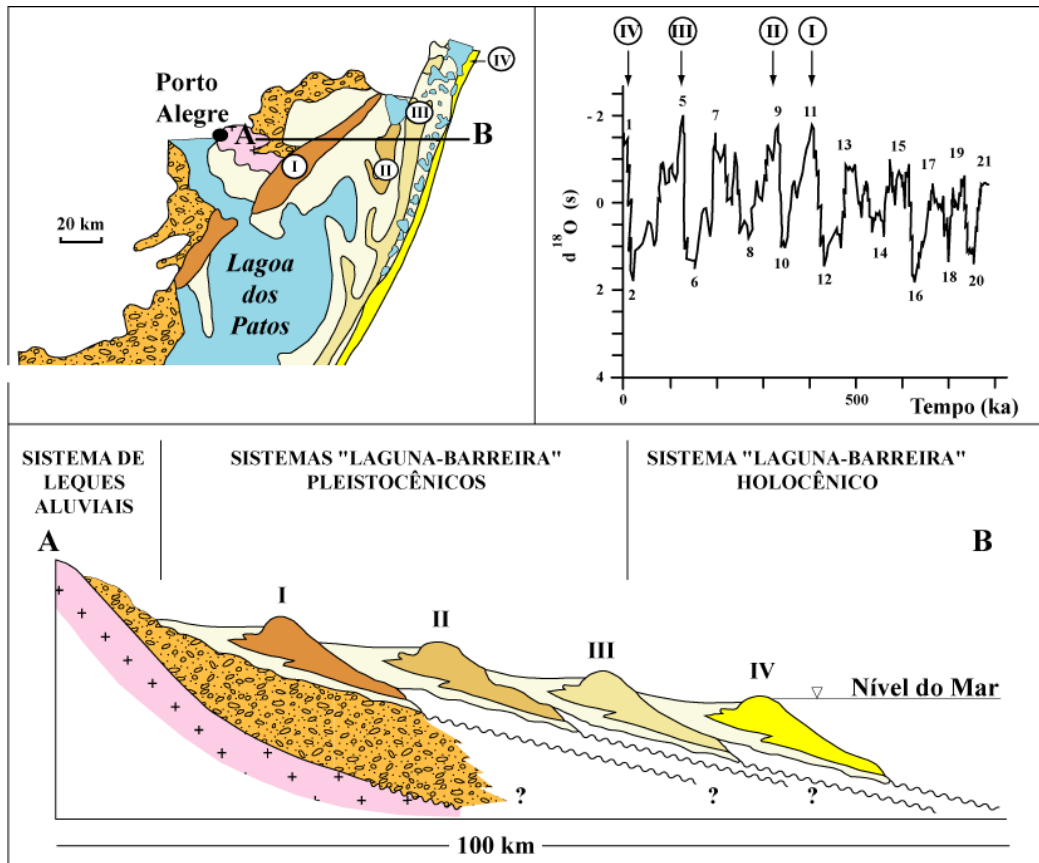 Porto
Alegre
A
B
I
II
III
IV
20 km
Lagoa
dos
Patos
IV
III
II
I
-2
0
2
4
d 18O (s)
1
2
5
6
7
8
9
10
11
12
13
14
15
16
17
18
19
20
21
0
500
Tempo (ka)
SISTEMA DE
LEQUES
ALUVIAIS
SISTEMAS "LAGUNA-BARREIRA"
PLEISTOCÊNICOS
SISTEMA "LAGUNA-BARREIRA"
HOLOCÊNICO
A
B
I
II
III
IV
Nível do Mar
?
?
?
100 km